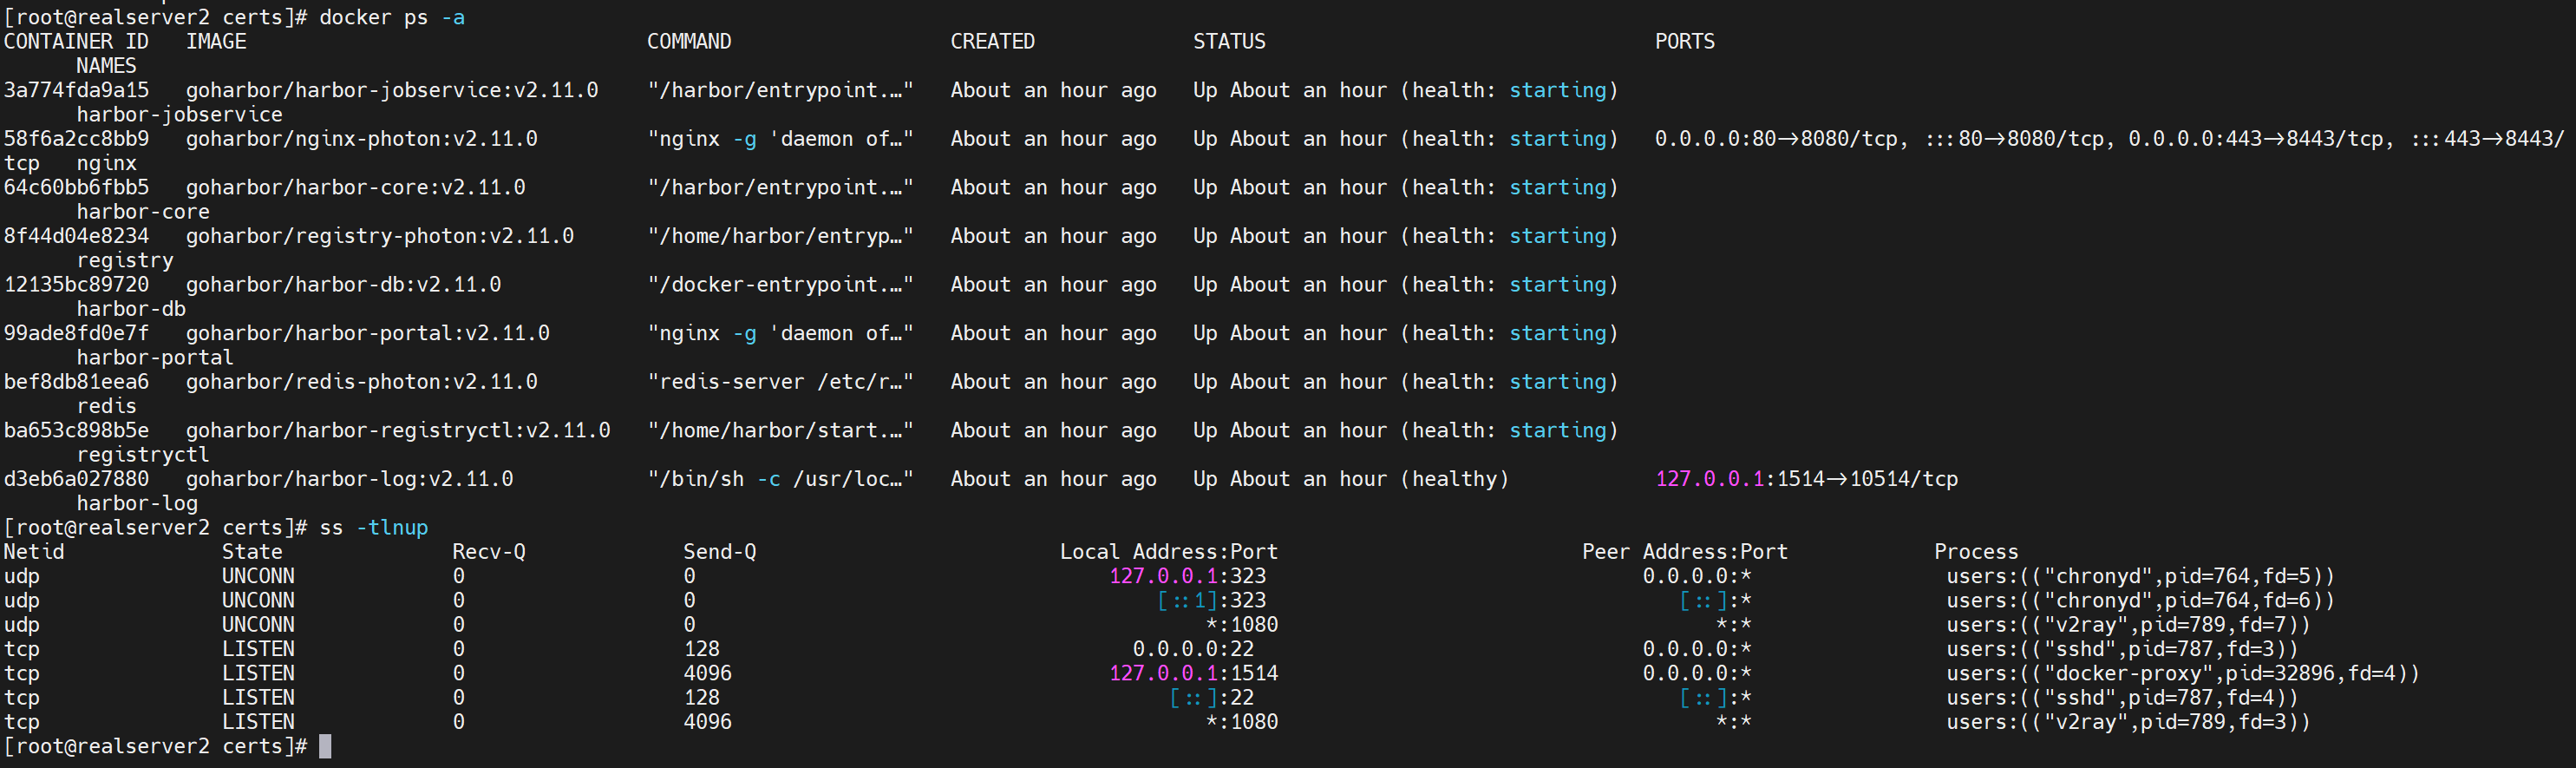 [root@realserver2 certs]# docker ps -a
CONTAINER ID   IMAGE                                 COMMAND                  CREATED             STATUS                                PORTS
      NAMES
3a774fda9a15   goharbor/harbor-jobservice:v2.11.0    "/harbor/entrypoint.…"   About an hour ago   Up About an hour (health: starting)
      harbor-jobservice
58f6a2cc8bb9   goharbor/nginx-photon:v2.11.0         "nginx -g 'daemon of…"   About an hour ago   Up About an hour (health: starting)   0.0.0.0:80->8080/tcp, :::80->8080/tcp, 0.0.0.0:443->8443/tcp, :::443->8443/
tcp   nginx
64c60bb6fbb5   goharbor/harbor-core:v2.11.0          "/harbor/entrypoint.…"   About an hour ago   Up About an hour (health: starting)
      harbor-core
8f44d04e8234   goharbor/registry-photon:v2.11.0      "/home/harbor/entryp…"   About an hour ago   Up About an hour (health: starting)
      registry
12135bc89720   goharbor/harbor-db:v2.11.0            "/docker-entrypoint.…"   About an hour ago   Up About an hour (health: starting)
      harbor-db
99ade8fd0e7f   goharbor/harbor-portal:v2.11.0        "nginx -g 'daemon of…"   About an hour ago   Up About an hour (health: starting)
      harbor-portal
bef8db81eea6   goharbor/redis-photon:v2.11.0         "redis-server /etc/r…"   About an hour ago   Up About an hour (health: starting)
      redis
ba653c898b5e   goharbor/harbor-registryctl:v2.11.0   "/home/harbor/start.…"   About an hour ago   Up About an hour (health: starting)
      registryctl
d3eb6a027880   goharbor/harbor-log:v2.11.0           "/bin/sh -c /usr/loc…"   About an hour ago   Up About an hour (healthy)            127.0.0.1:1514->10514/tcp
      harbor-log
[root@realserver2 certs]# ss -tlnup
Netid   State   Recv-Q   Send-Q   Local Address:Port   Peer Address:Port   Process
udp   UNCONN   0   0   127.0.0.1:323   0.0.0.0:*   users:(("chronyd",pid=764,fd=5))
udp   UNCONN   0   0   [::1]:323   [::]:*   users:(("chronyd",pid=764,fd=6))
udp   UNCONN   0   0   *:1080   *:*   users:(("v2ray",pid=789,fd=7))
tcp   LISTEN   0   128   0.0.0.0:22   0.0.0.0:*   users:(("sshd",pid=787,fd=3))
tcp   LISTEN   0   4096   127.0.0.1:1514   0.0.0.0:*   users:(("docker-proxy",pid=32896,fd=4))
tcp   LISTEN   0   128   [::]:22   [::]:*   users:(("sshd",pid=787,fd=4))
tcp   LISTEN   0   4096   *:1080   *:*   users:(("v2ray",pid=789,fd=3))
[root@realserver2 certs]#